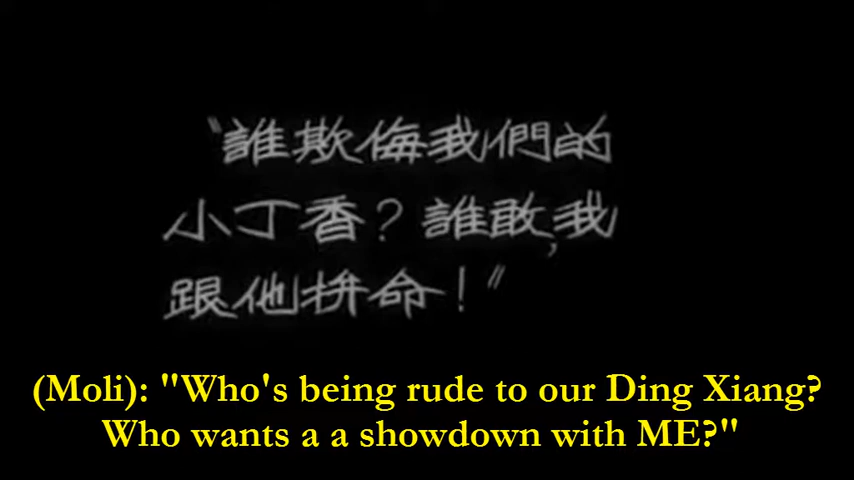 “誰欺侮我們的
小丁香？誰敢，我
跟他拚命！”
(Moli): "Who's being rude to our Ding Xiang?
Who wants a a showdown with ME?"